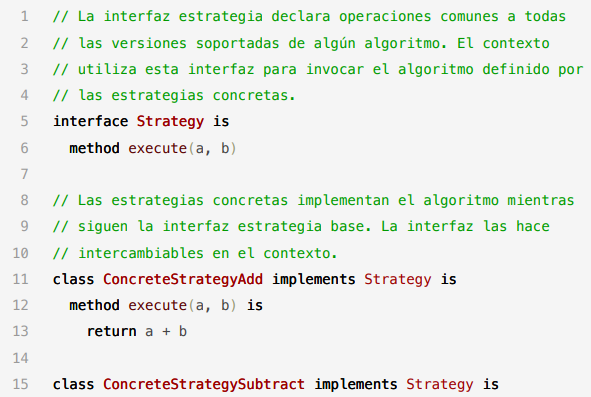 1 // La interfaz estrategia declara operaciones comunes a todas
2 // las versiones soportadas de algún algoritmo. El contexto
3 // utiliza esta interfaz para invocar el algoritmo definido por
4 // las estrategias concretas.
5 interface Strategy is
6 method execute(a, b)
7
8 // Las estrategias concretas implementan el algoritmo mientras
9 // siguen la interfaz estrategia base. La interfaz las hace
10 // intercambiables en el contexto.
11 class ConcreteStrategyAdd implements Strategy is
12 method execute(a, b) is
13 return a + b
14
15 class ConcreteStrategySubtract implements Strategy is